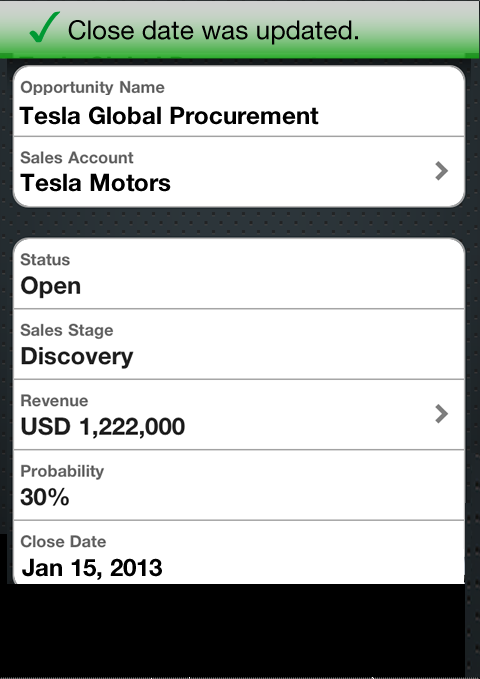 Close date was updated.
Opportunity Name
Tesla Global Procurement
Sales Account
Tesla Motors
Status
Open
Sales Stage
Discovery
Revenue
USD 1,222,000
Probability
30%
Close Date
Jan 15, 2013